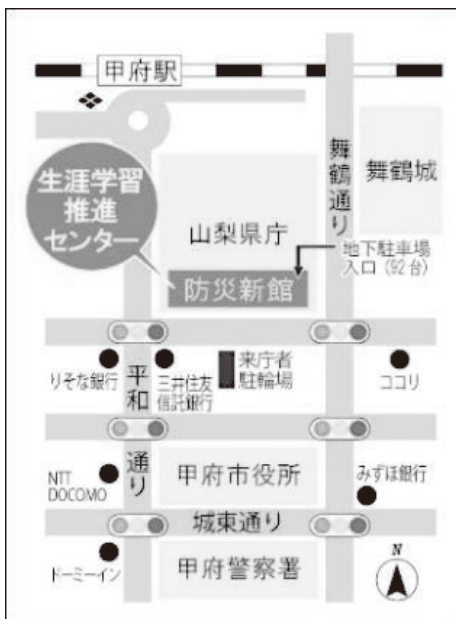 甲府駅
生涯学習
推進
センター
山梨県庁
防災新館
舞鶴通り
舞鶴城
地下駐車場
入口（92台）
りそな銀行
平和通り
三井住友
信託銀行
来庁者
駐輪場
ココリ
NTT
DOCOMO
甲府市役所
みずほ銀行
城東通り
ドーミーイン
甲府警察署
N